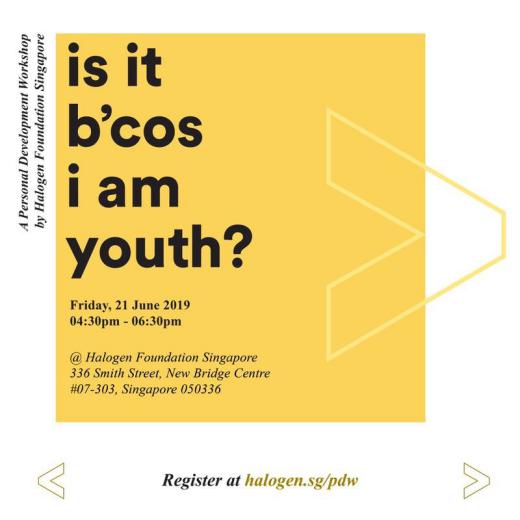 A Personal Development Workshop
by Halogen Foundation Singapore
is it
b'cos
i am
youth?
Friday, 21 June 2019
04:30pm - 06:30pm
@ Halogen Foundation Singapore
336 Smith Street, New Bridge Centre
#07-303, Singapore 050336
Register at halogen.sg/pdw